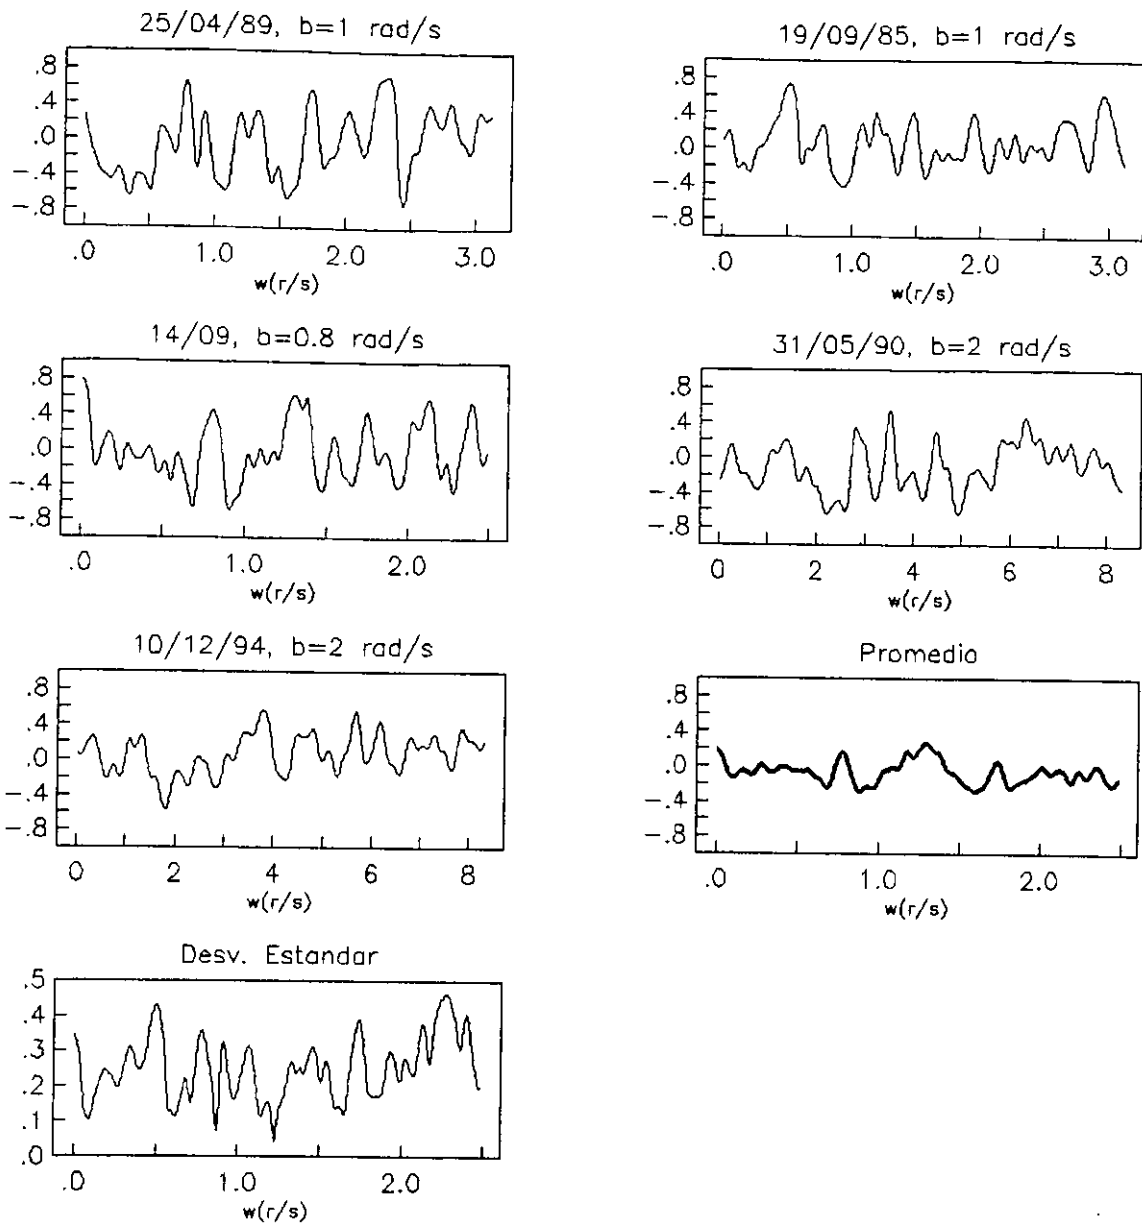 25/04/89, b=1 rad/s
.8
.4
.0
-.4
-.8
.0 1.0 2.0 3.0
w(r/s)
19/09/85, b=1 rad/s
.8
.4
.0
-.4
-.8
.0 1.0 2.0 3.0
w(r/s)
14/09, b=0.8 rad/s
.8
.4
.0
-.4
-.8
.0 1.0 2.0
w(r/s)
31/05/90, b=2 rad/s
.8
.4
.0
-.4
-.8
0 2 4 6 8
w(r/s)
10/12/94, b=2 rad/s
.8
.4
.0
-.4
-.8
0 2 4 6 8
w(r/s)
Promedio
.8
.4
.0
-.4
-.8
.0 1.0 2.0
w(r/s)
Desv. Estandar
.5
.4
.3
.2
.1
.0
.0 1.0 2.0
w(r/s)